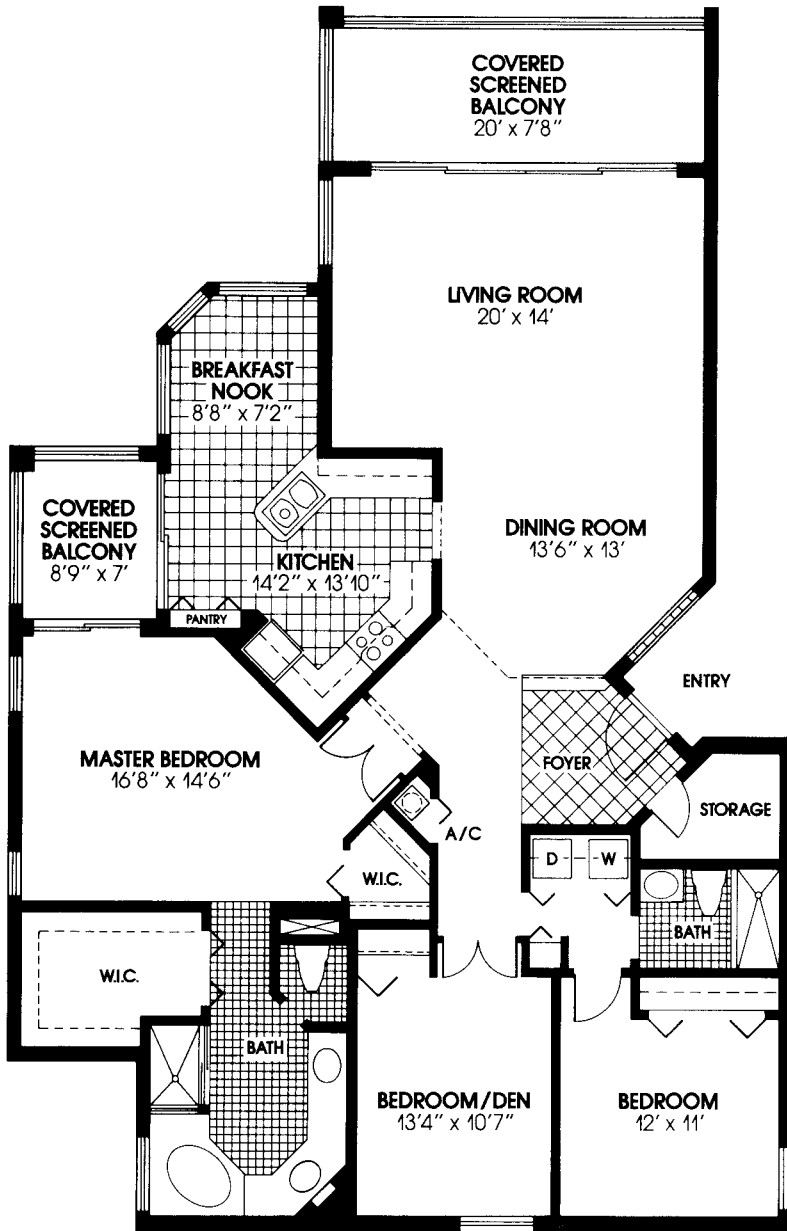 COVERED
SCREENED
BALCONY
20' x 7'8"
LIVING ROOM
20' x 14'
BREAKFAST
NOOK
8'8" x 7'2"
COVERED
SCREENED
BALCONY
8'9" x 7'
DINING ROOM
13'6" x 13'
KITCHEN
14'2" x 13'10"
PANTRY
ENTRY
MASTER BEDROOM
16'8" x 14'6"
FOYER
STORAGE
A/C
D
W
W.I.C.
BATH
W.I.C.
BATH
BEDROOM/DEN
13'4" x 10'7"
BEDROOM
12' x 11'